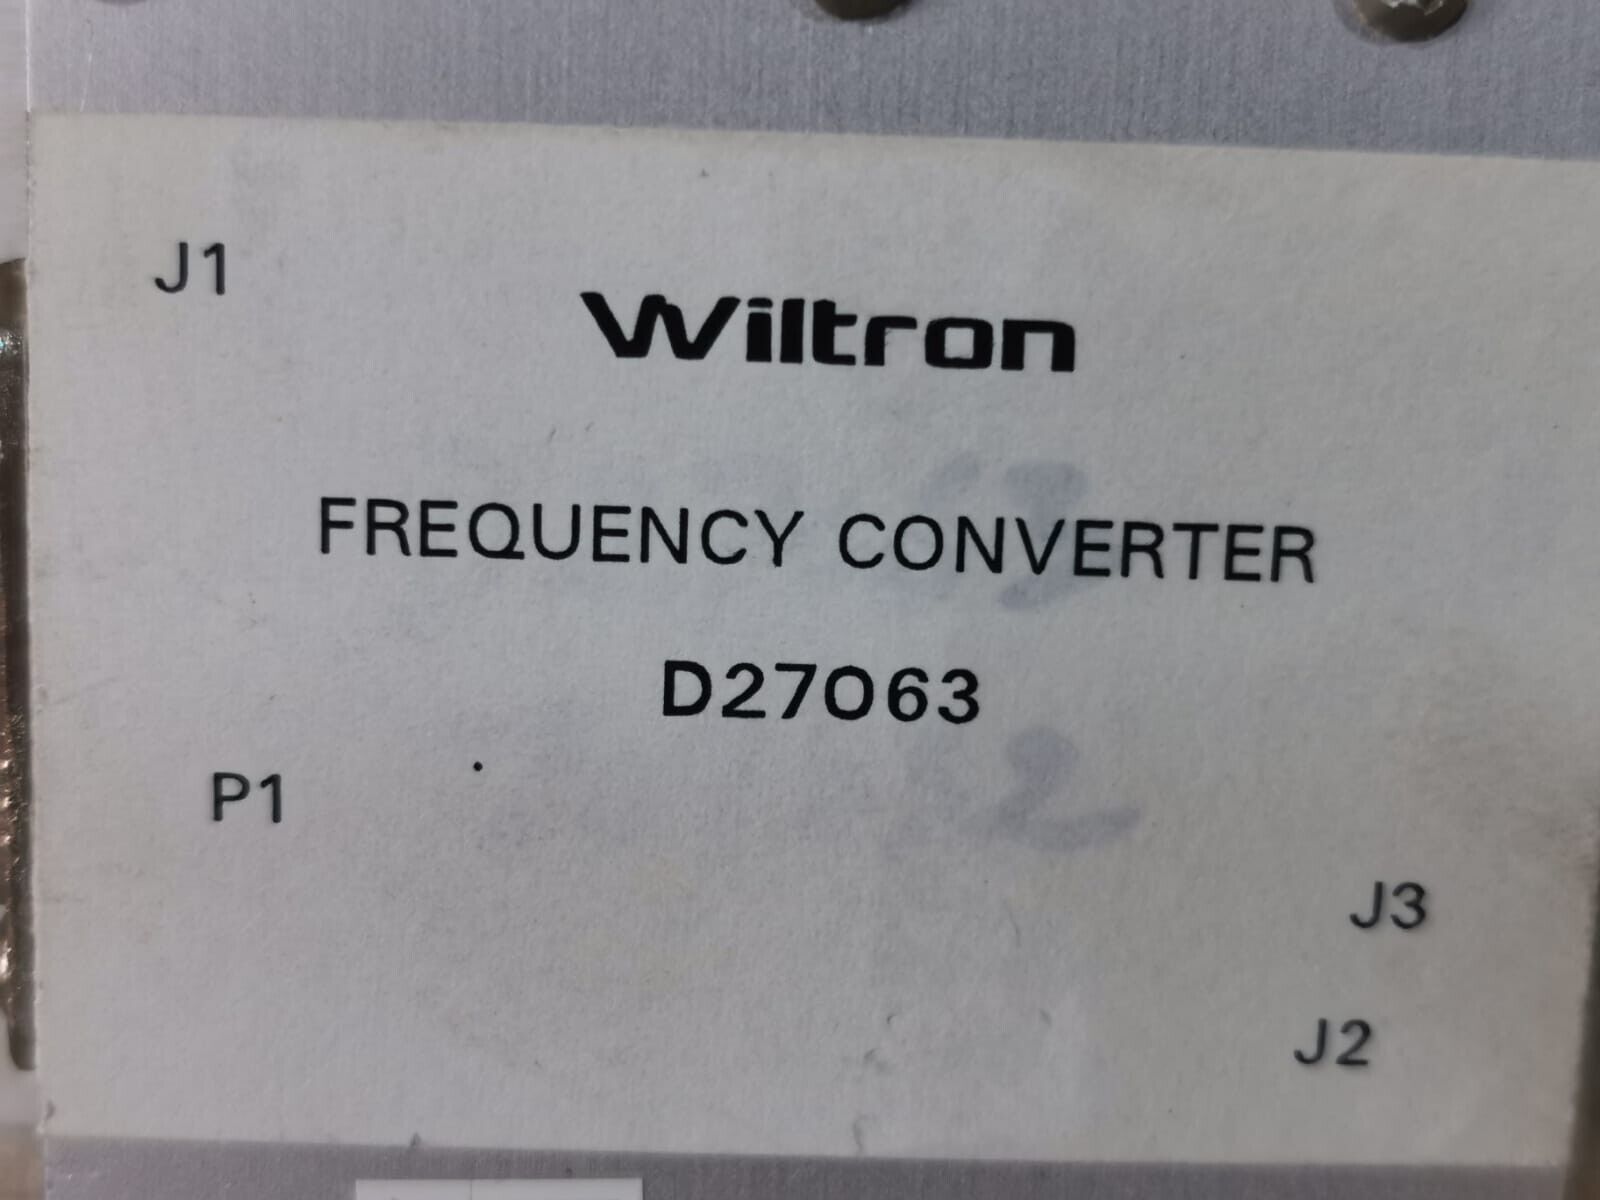 J1
Wiltron
FREQUENCY CONVERTER
D27063
P1
J3
J2